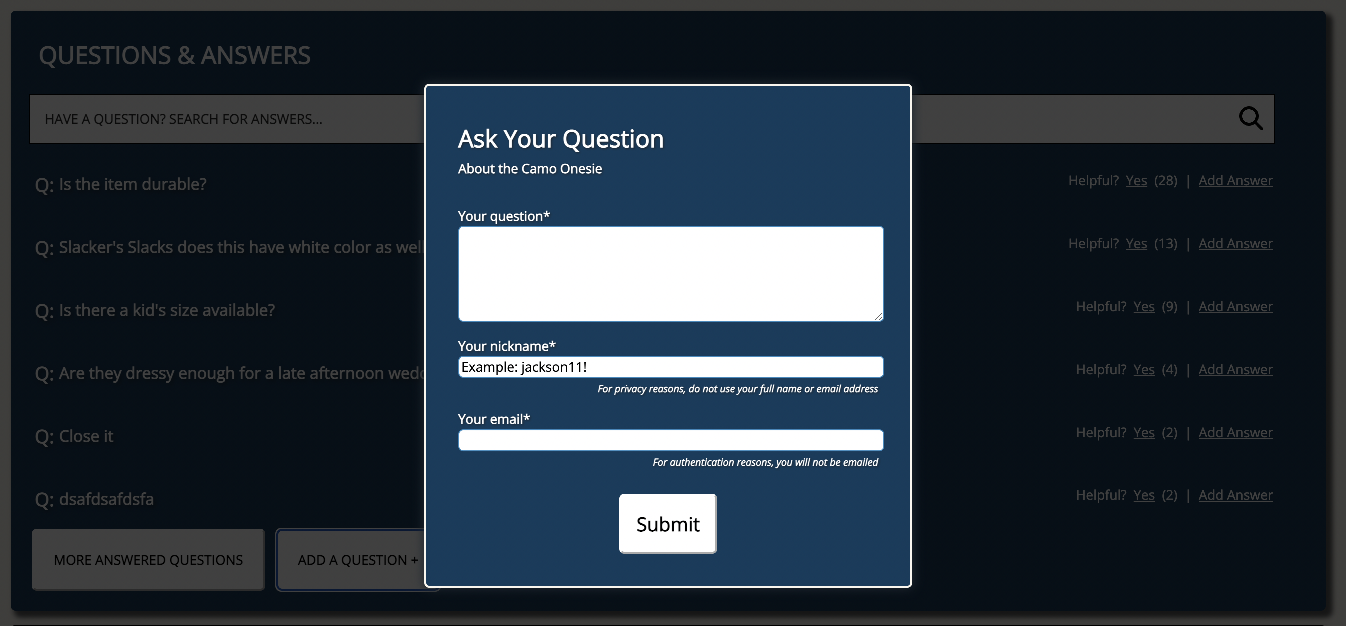 QUESTIONS & ANSWERS
HAVE A QUESTION? SEARCH FOR ANSWERS...
Q: Is the item durable?
Helpful? Yes (28) | Add Answer
Q: Slacker's Slacks does this have white color as well
Helpful? Yes (13) | Add Answer
Q: Is there a kid's size available?
Helpful? Yes (9) | Add Answer
Q: Are they dressy enough for a late afternoon
Helpful? Yes (4) | Add Answer
Q: Close it
Helpful? Yes (2) | Add Answer
Q: dsafdsafdsfa
Helpful? Yes (2) | Add Answer
MORE ANSWERED QUESTIONS
ADD A QUESTION +
Ask Your Question
About the Camo Onesie
Your question*
Your nickname*
Example: jackson11!
For privacy reasons, do not use your full name or email address
Your email*
For authentication reasons, you will not be emailed
Submit